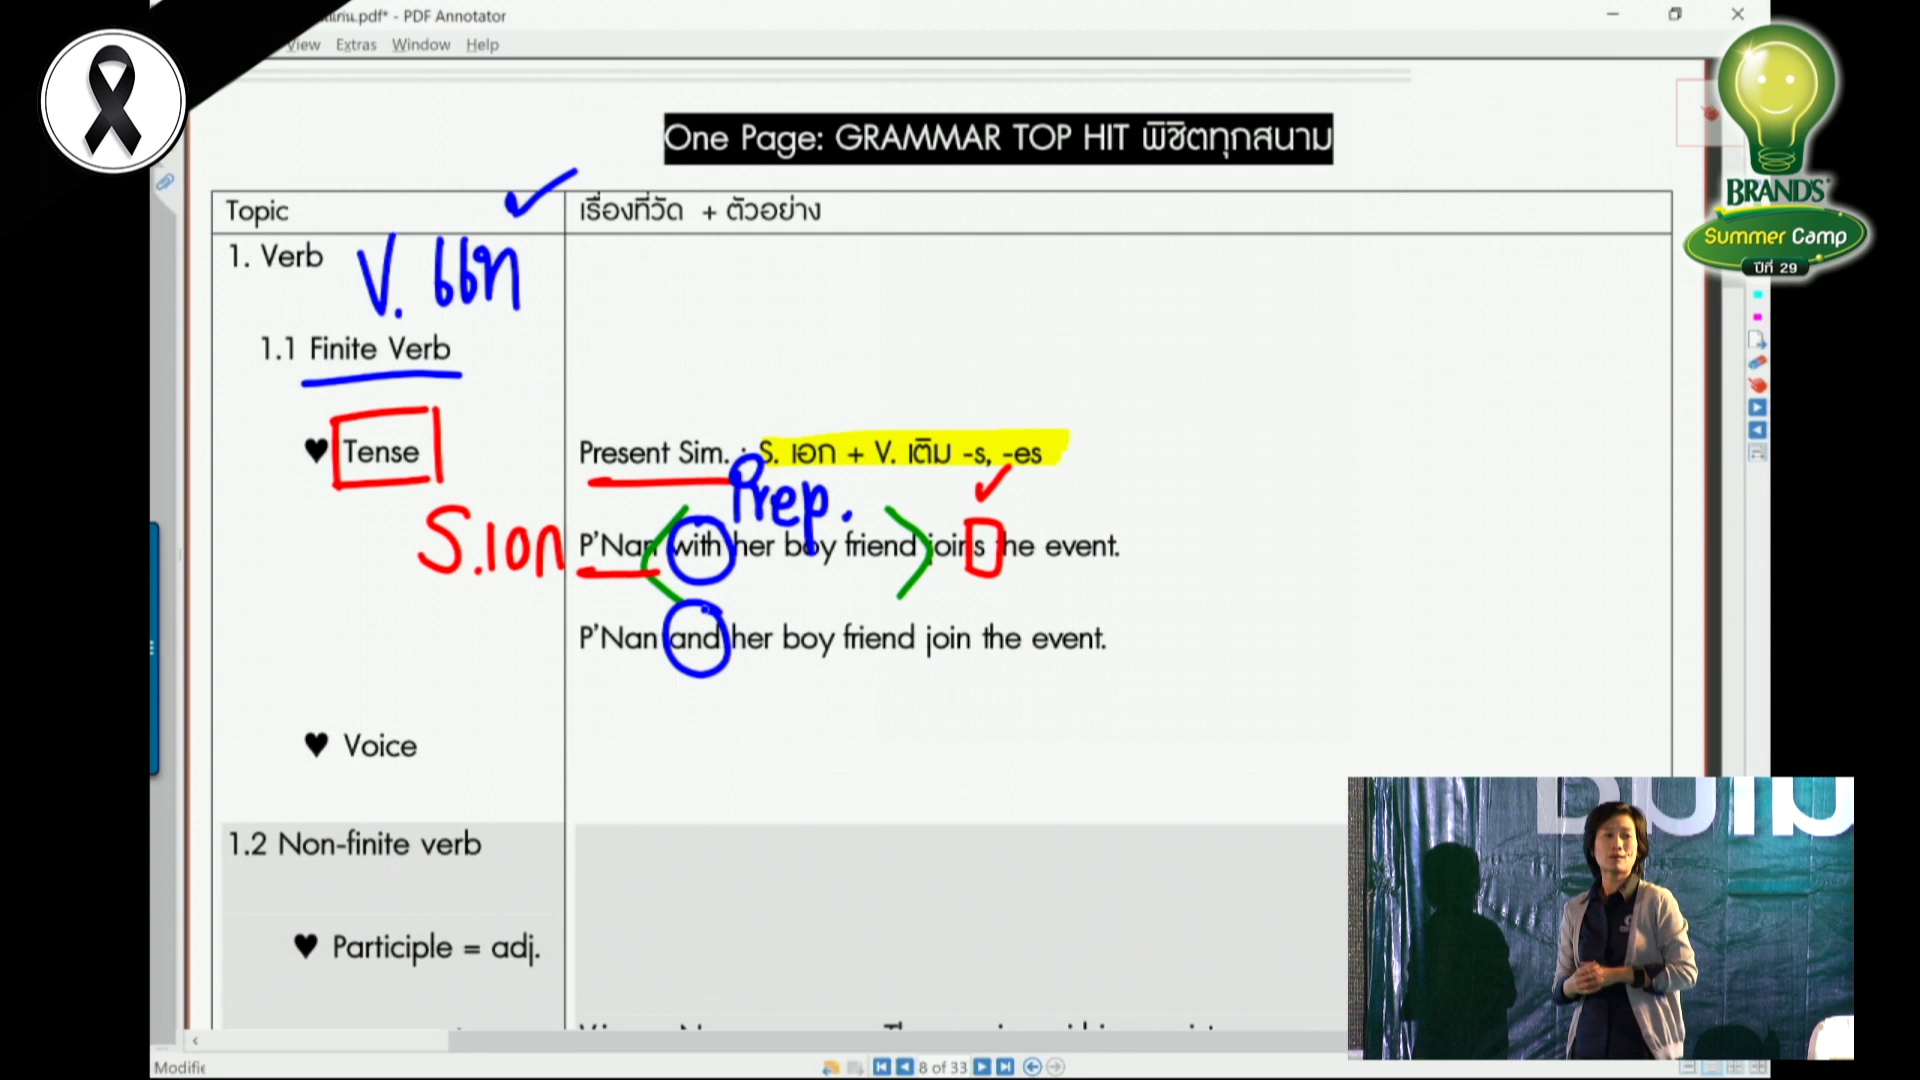 .pdf* - PDF Annotator
View Extras Window Help
One Page: GRAMMAR TOP HIT พิชิตทุกสนาม
BRAND'S
Summer Camp
ปีที่ 29
Topic
เรื่องที่วัด + ตัวอย่าง
1. Verb
V. แท้
1.1 Finite Verb
♥ Tense
Present Sim. : S. เอก + V. เติม -s, -es
Prep.
S.เอก
P'Nan with her boy friend joins the event.
P'Nan and her boy friend join the event.
♥ Voice
1.2 Non-finite verb
♥ Participle = adj.
Modifie
8 of 33